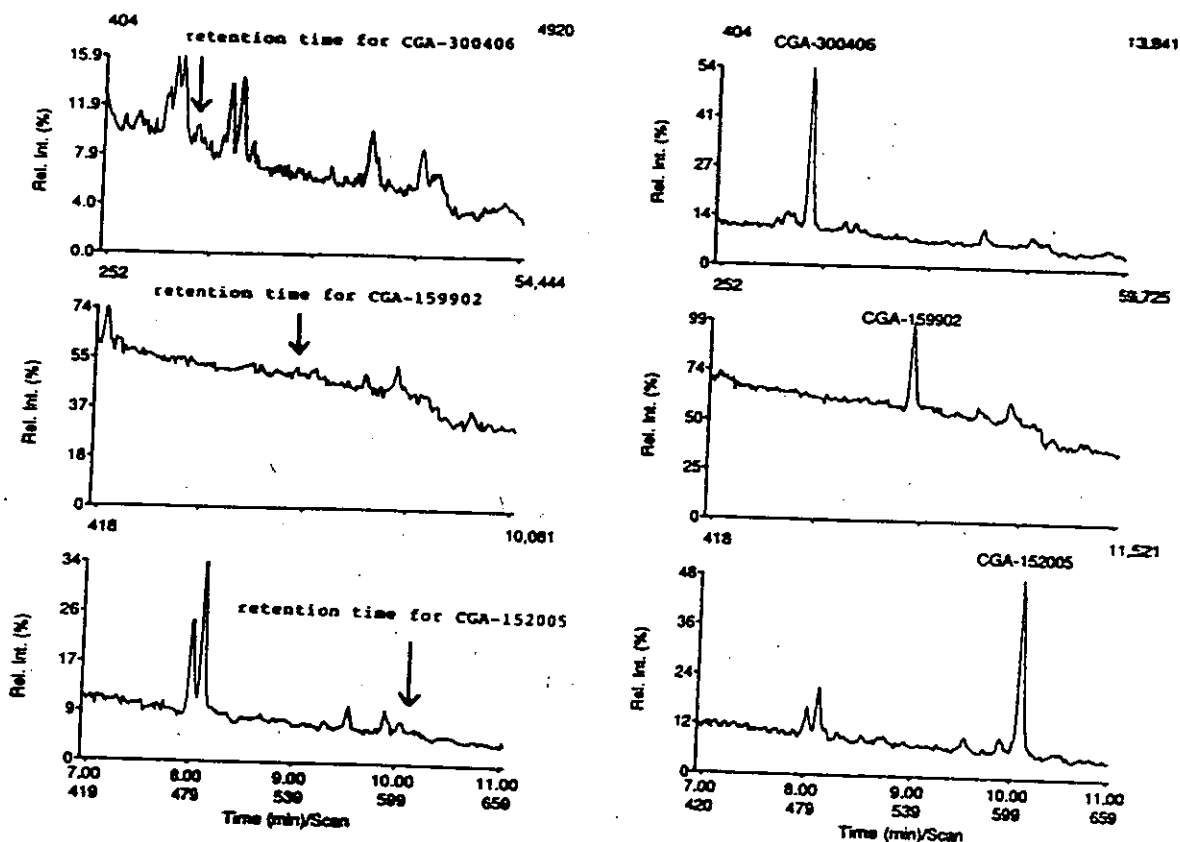 404
4920
retention time for CGA-300406
15.9
11.9
7.9
4.0
0.0
Rel. Int. (%)
252
54,444
retention time for CGA-159902
74
55
37
18
0
Rel. Int. (%)
418
10,081
34
26
17
9
0
Rel. Int. (%)
retention time for CGA-152005
7.00 8.00 9.00 10.00 11.00
419 479 539 599 659
Time (min)/Scan
404
CGA-300406
13,841
54
41
27
14
0
Rel. Int. (%)
252
59,725
CGA-159902
99
74
50
25
0
Rel. Int. (%)
418
11,521
CGA-152005
48
36
24
12
0
Rel. Int. (%)
7.00 8.00 9.00 10.00 11.00
420 479 539 599 659
Time (min)/Scan